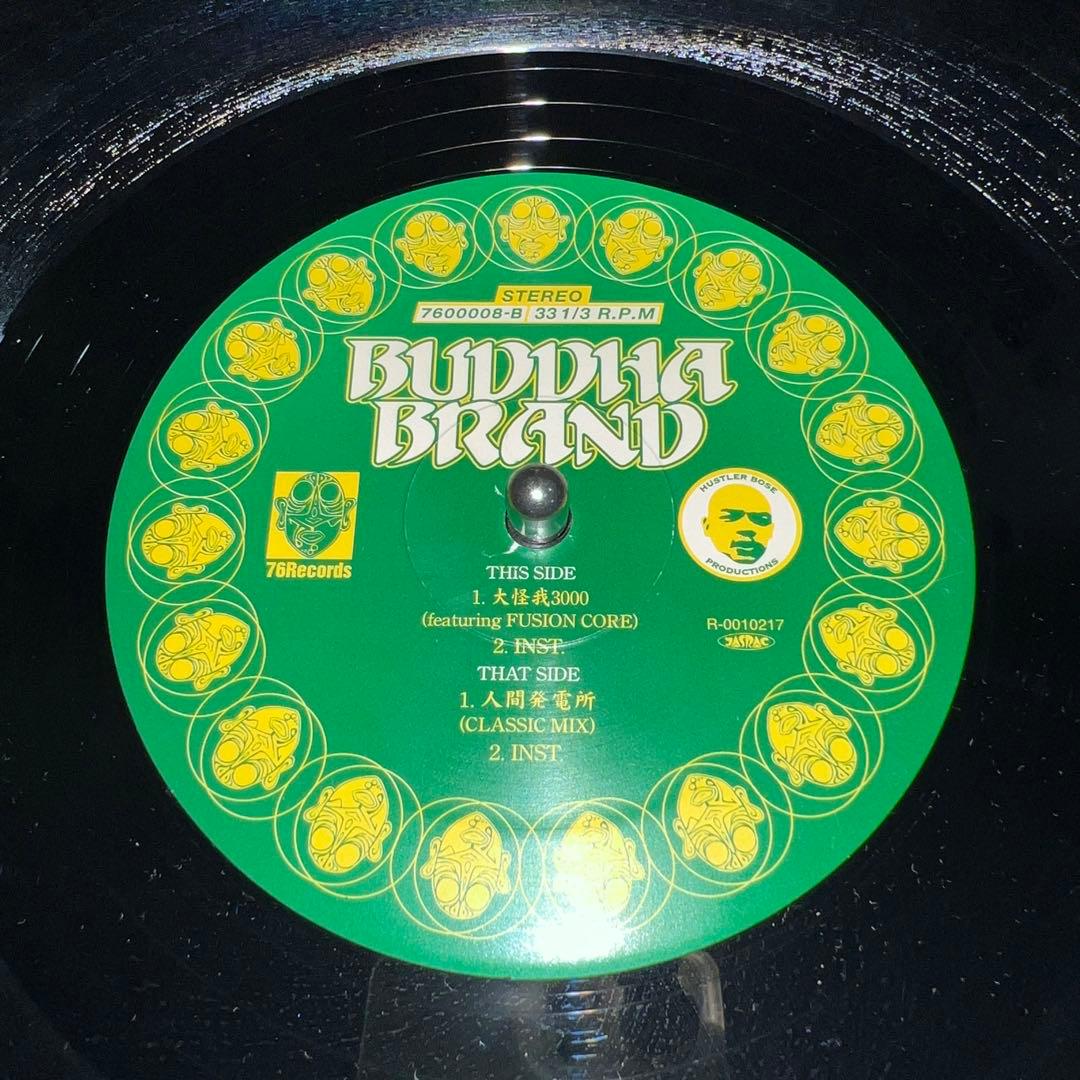 STEREO
7600008-B 33 1/3 R.P.M
BUDDHA
BRAND
76Records
HUSTLER BOSE
PRODUCTIONS
THiS SIDE
1. 大怪我3000
(featuring FUSION CORE)
2. INST.
R-0010217
JASRAC
THAT SIDE
1. 人間発電所
(CLASSIC MIX)
2. INST.